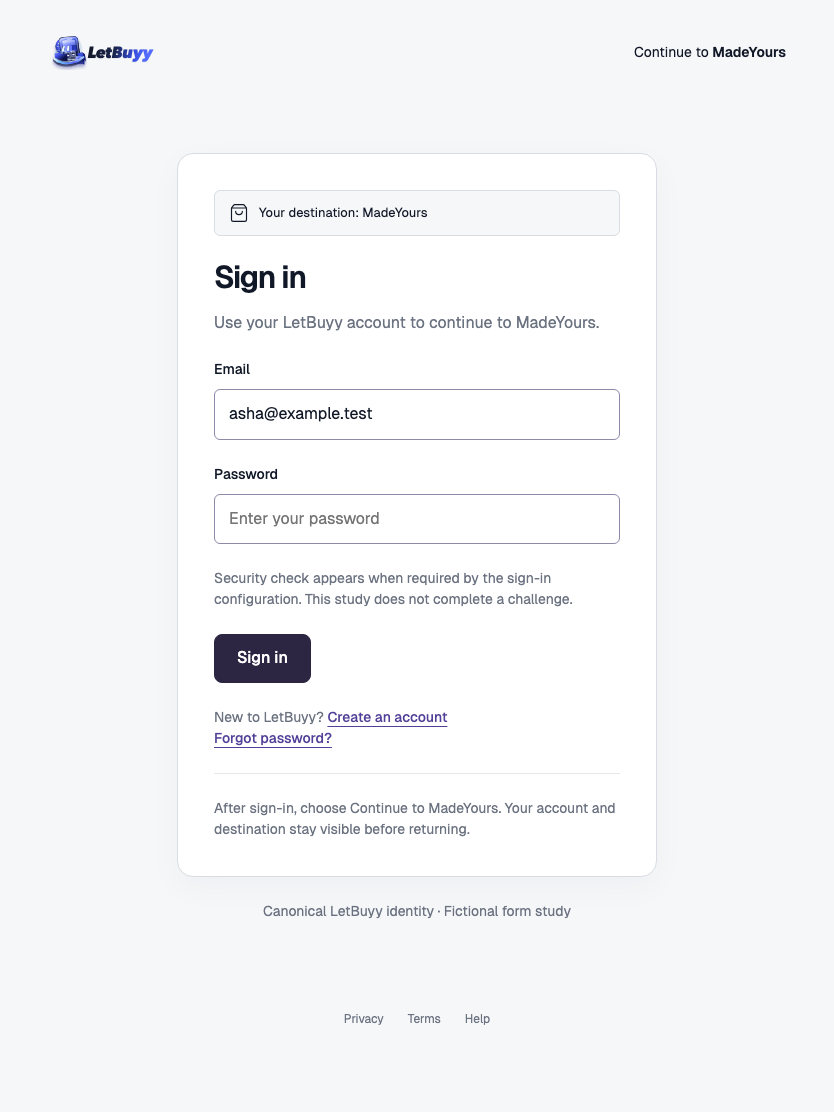 LetBuyy
Continue to MadeYours
Your destination: MadeYours
Sign in
Use your LetBuyy account to continue to MadeYours.
Email
asha@example.test
Password
Enter your password
Security check appears when required by the sign-in
configuration. This study does not complete a challenge.
Sign in
New to LetBuyy? Create an account
Forgot password?
After sign-in, choose Continue to MadeYours. Your account and
destination stay visible before returning.
Canonical LetBuyy identity · Fictional form study
Privacy Terms Help